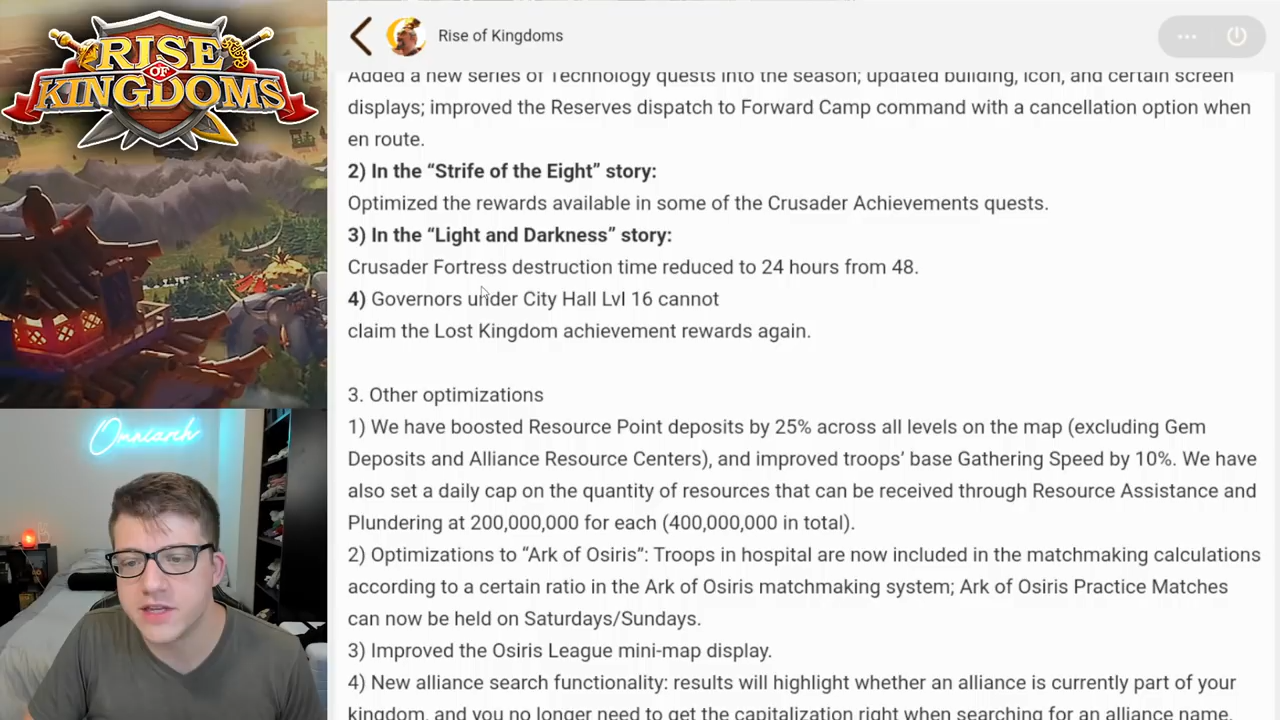 RISE
OF
KINGDOMS
Omniarch
Rise of Kingdoms
Added a new series of Technology quests into the season; updated building, icon, and certain screen
displays; improved the Reserves dispatch to Forward Camp command with a cancellation option when
en route.
2) In the “Strife of the Eight” story:
Optimized the rewards available in some of the Crusader Achievements quests.
3) In the “Light and Darkness” story:
Crusader Fortress destruction time reduced to 24 hours from 48.
4) Governors under City Hall Lvl 16 cannot
claim the Lost Kingdom achievement rewards again.
3. Other optimizations
1) We have boosted Resource Point deposits by 25% across all levels on the map (excluding Gem
Deposits and Alliance Resource Centers), and improved troops’ base Gathering Speed by 10%. We have
also set a daily cap on the quantity of resources that can be received through Resource Assistance and
Plundering at 200,000,000 for each (400,000,000 in total).
2) Optimizations to “Ark of Osiris”: Troops in hospital are now included in the matchmaking calculations
according to a certain ratio in the Ark of Osiris matchmaking system; Ark of Osiris Practice Matches
can now be held on Saturdays/Sundays.
3) Improved the Osiris League mini-map display.
4) New alliance search functionality: results will highlight whether an alliance is currently part of your
kingdom, and you no longer need to get the capitalization right when searching for an alliance name.